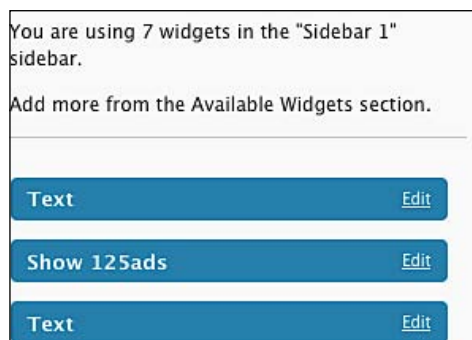 You are using 7 widgets in the "Sidebar 1"
sidebar.
Add more from the Available Widgets section.
Text Edit
Show 125ads Edit
Text Edit